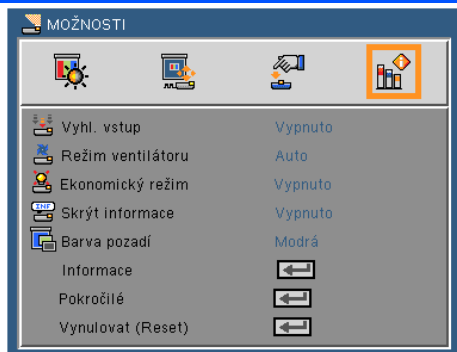 MOŽNOSTI
Vyhl. vstup Vypnuto
Režim ventilátoru Auto
Ekonomický režim Vypnuto
INF Skrýt informace Vypnuto
Barva pozadí Modrá
Informace
Pokročilé
Vynulovat (Reset)